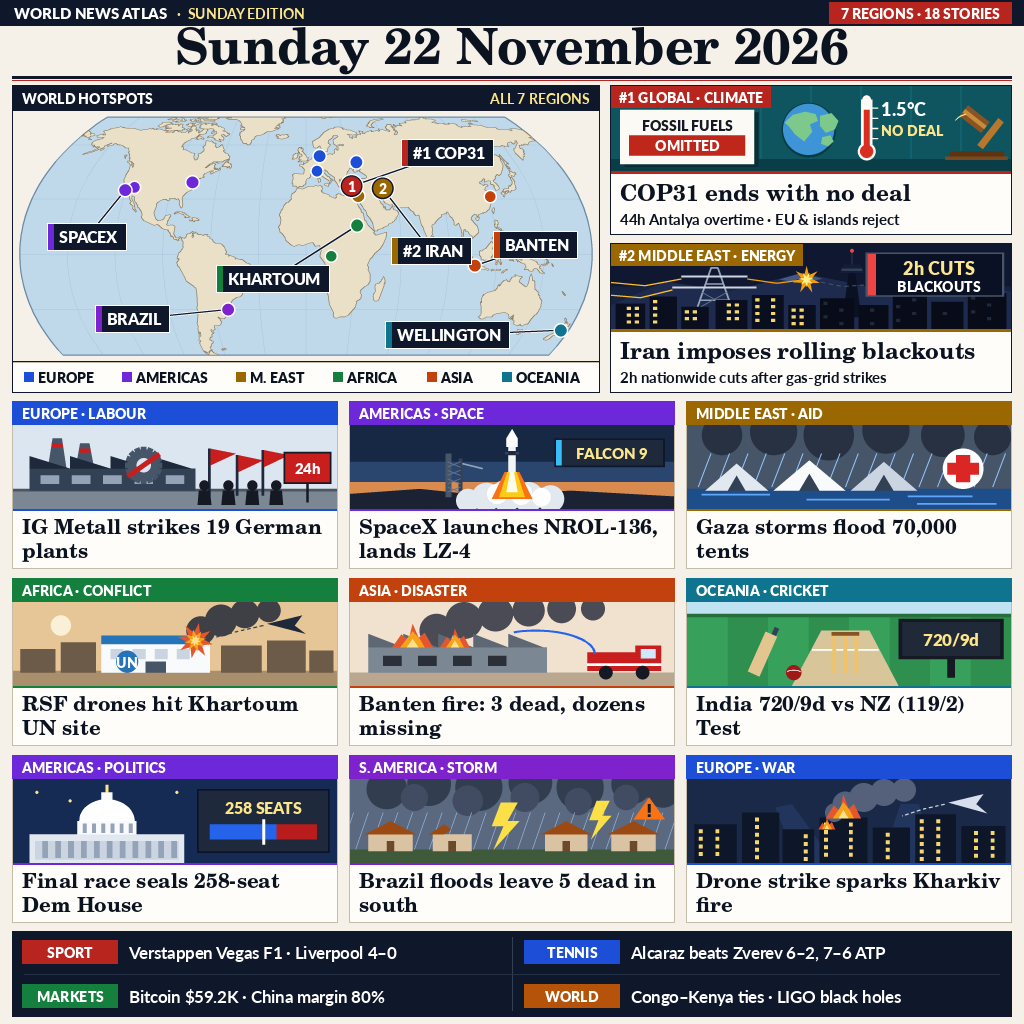 WORLD NEWS ATLAS · SUNDAY EDITION
7 REGIONS · 18 STORIES
Sunday 22 November 2026
WORLD HOTSPOTS
ALL 7 REGIONS
#1 COP31
1
2
SPACEX
#2 IRAN
BANTEN
KHARTOUM
BRAZIL
WELLINGTON
EUROPE
AMERICAS
M. EAST
AFRICA
ASIA
OCEANIA
#1 GLOBAL · CLIMATE
FOSSIL FUELS
OMITTED
1.5°C
NO DEAL
COP31 ends with no deal
44h Antalya overtime · EU & islands reject
#2 MIDDLE EAST · ENERGY
2h CUTS
BLACKOUTS
Iran imposes rolling blackouts
2h nationwide cuts after gas-grid strikes
EUROPE · LABOUR
24h
IG Metall strikes 19 German
plants
AMERICAS · SPACE
FALCON 9
SpaceX launches NROL-136,
lands LZ-4
MIDDLE EAST · AID
Gaza storms flood 70,000
tents
AFRICA · CONFLICT
UN
RSF drones hit Khartoum
UN site
ASIA · DISASTER
Banten fire: 3 dead, dozens
missing
OCEANIA · CRICKET
720/9d
India 720/9d vs NZ (119/2)
Test
AMERICAS · POLITICS
258 SEATS
Final race seals 258-seat
Dem House
S. AMERICA · STORM
!
Brazil floods leave 5 dead in
south
EUROPE · WAR
Drone strike sparks Kharkiv
fire
SPORT
Verstappen Vegas F1 · Liverpool 4–0
TENNIS
Alcaraz beats Zverev 6–2, 7–6 ATP
MARKETS
Bitcoin $59.2K · China margin 80%
WORLD
Congo–Kenya ties · LIGO black holes